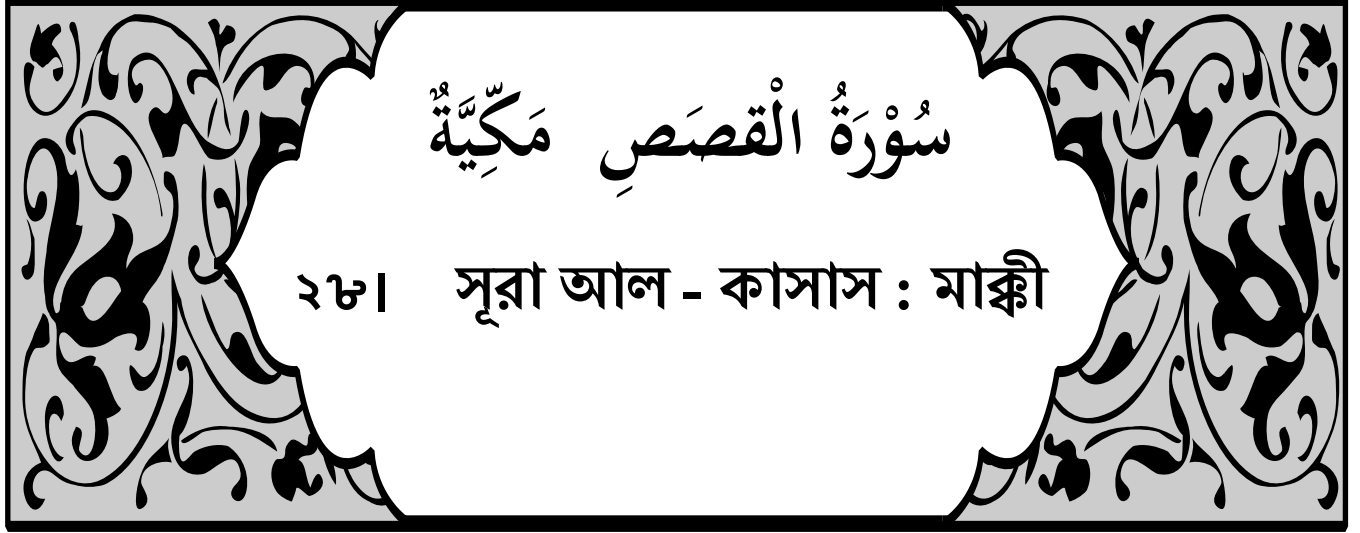 سُوْرَةُ الْقَصَصِ مَكِّيَّةٌ
২৮। সূরা আল - কাসাস : মাক্কী